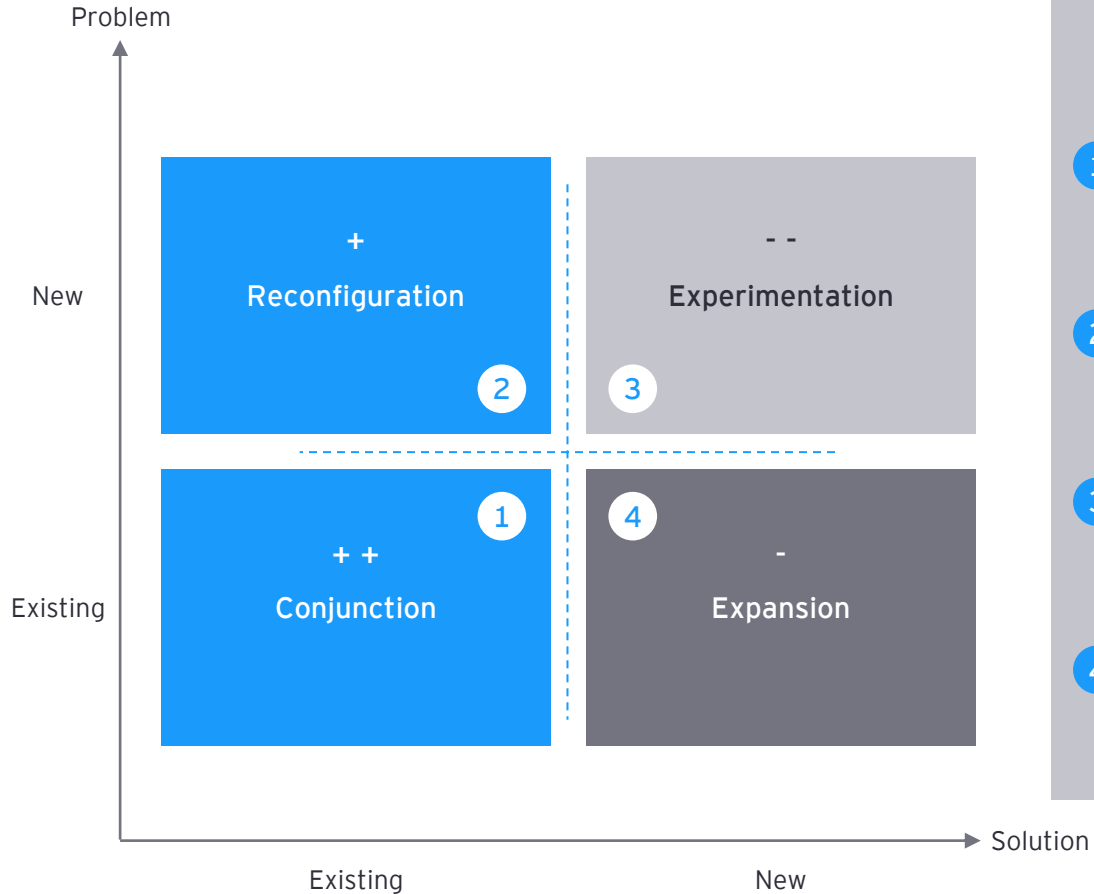 Problem
+
Reconfiguration
2
- -
Experimentation
3
New
+ +
Conjunction
1
4
-
Expansion
Existing
Solution
Existing
New